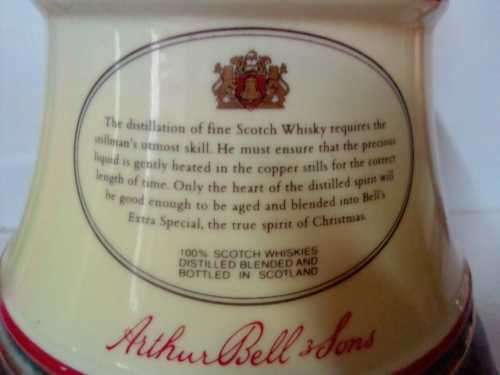 The distillation of fine Scotch Whisky requires the
stillman's utmost skill. He must ensure that the precious
liquid is gently heated in the copper stills for the correct
length of time. Only the heart of the distilled spirit will
be good enough to be aged and blended into Bell's
Extra Special, the true spirit of Christmas.
100% SCOTCH WHISKIES
DISTILLED BLENDED AND
BOTTLED IN SCOTLAND
Arthur Bell & Sons